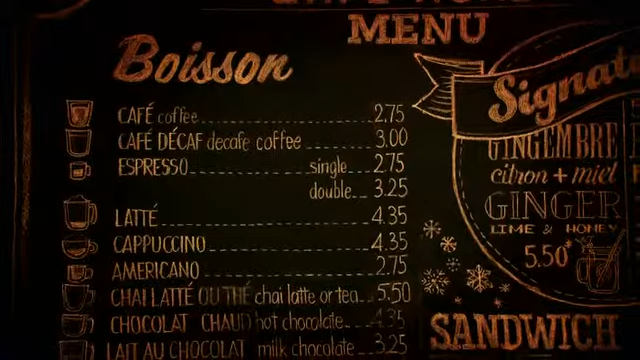 MENU
Boisson
CAFÉ coffee 2.75
CAFÉ DÉCAF decafe coffee 3.00
ESPRESSO single 2.75
double 3.25
LATTÉ 4.35
CAPPUCCINO 4.35
AMERICANO 2.75
CHAI LATTÉ OU THÉ chai latte or tea 5.50
CHOCOLAT CHAUD hot chocolate 4.35
LAIT AU CHOCOLAT milk chocolate 3.25
GINGEMBRE
citron + miel
GINGER
LIME & HONEY
5.50*
SANDWICH